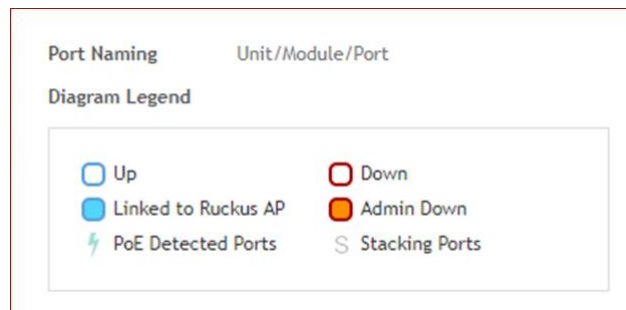 Port Naming Unit/Module/Port
Diagram Legend
Up Down
Linked to Ruckus AP Admin Down
PoE Detected Ports S Stacking Ports